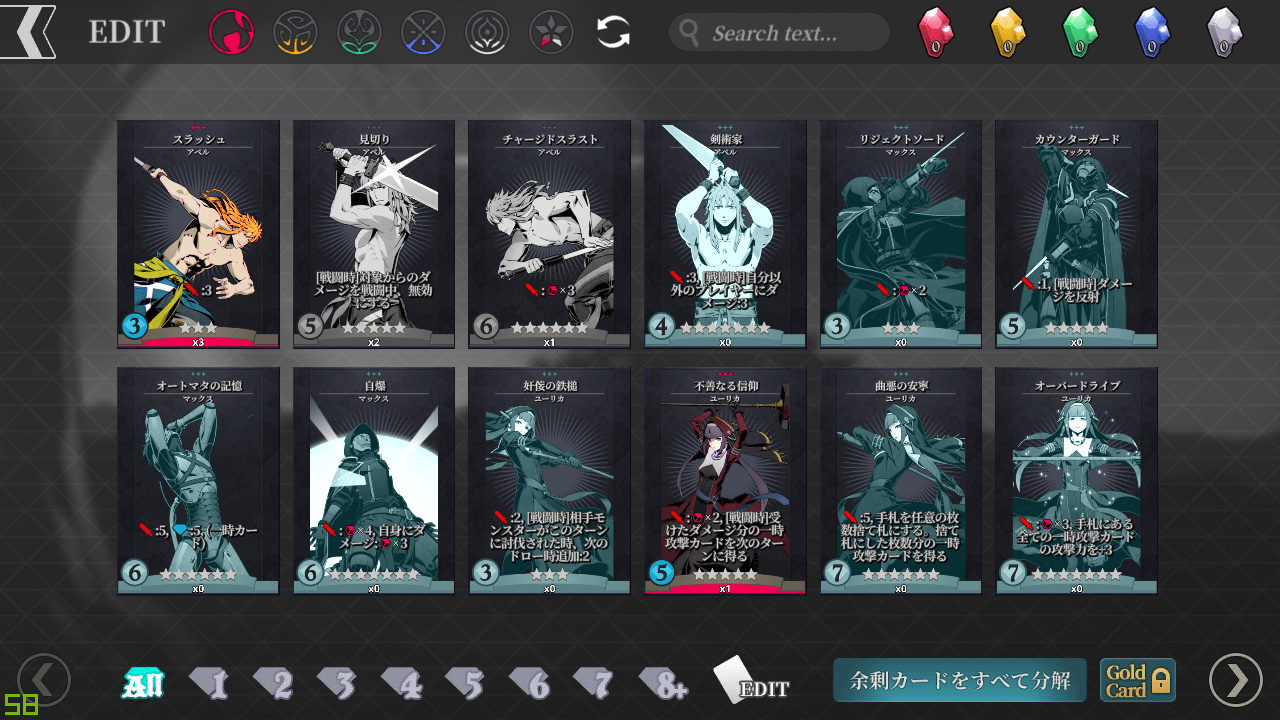 EDIT
Search text...
0
0
0
0
0
スラッシュ
アベル
:3
3
x3
見切り
アベル
[戦闘時]対象からのダ
メージを戦闘中、無効
にする
5
x2
チャージドスラスト
アベル
:×3
6
x1
剣術家
アベル
:3, [戦闘時]自分以
外のプレイヤーにダ
メージ:3
4
x0
リジェクトソード
マックス
:×2
3
x0
カウンターガード
マックス
:1, [戦闘時]ダメー
ジを反射
5
x0
オートマタの記憶
マックス
:5, :5, (一時カー
ド)
6
x0
自爆
マックス
:×4, 自身にダ
メージ:×3
6
x0
奸佞の鉄槌
ユーリカ
:2, [戦闘時]相手モ
ンスターがこのターン
に討伐された時、次の
ドロー時追加:2
3
x0
不善なる信仰
ユーリカ
:×2, [戦闘時]受
けたダメージ分の一時
攻撃カードを次のター
ンに得る
5
x1
曲悪の安寧
ユーリカ
:5, 手札を任意の枚
数捨て札にする。捨て
札にした枚数分の一時
攻撃カードを得る
7
x0
オーバードライブ
ユーリカ
:×3, 手札にある
全ての一時攻撃カード
の攻撃力を+3
7
x0
All
1
2
3
4
5
6
7
8+
EDIT
余剰カードをすべて分解
Gold
Card
58